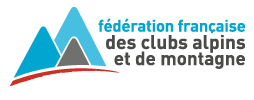 fédération française
des clubs alpins
et de montagne